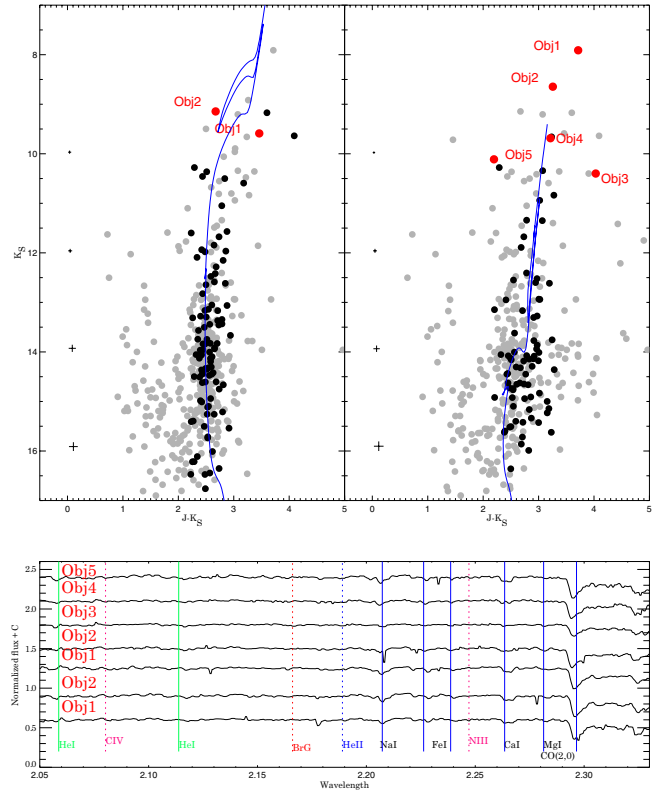 8
10
12
14
16
K_S
Obj2
Obj1
0 1 2 3 4 5
J-K_S
Obj1
Obj2
Obj4
Obj5
Obj3
0 1 2 3 4 5
J-K_S
2.5
2.0
1.5
1.0
0.5
0.0
Normalized flux + C
Obj5
Obj4
Obj3
Obj2
Obj1
Obj2
Obj1
HeI CIV HeI BrG HeII NaI FeI NIII CaI MgI
CO(2,0)
2.05 2.10 2.15 2.20 2.25 2.30
Wavelength